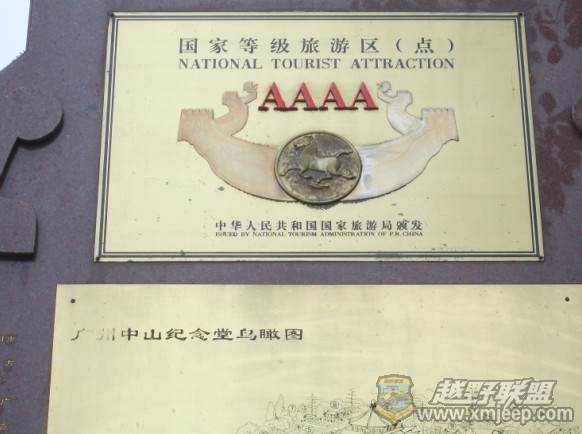 国家等级旅游区（点）
NATIONAL TOURIST ATTRACTION
AAAA
中华人民共和国国家旅游局颁发
ISSUED BY NATIONAL TOURISM ADMINISTRATION OF P.R.CHINA
广州中山纪念堂鸟瞰图
越野联盟
www.xmjeep.com